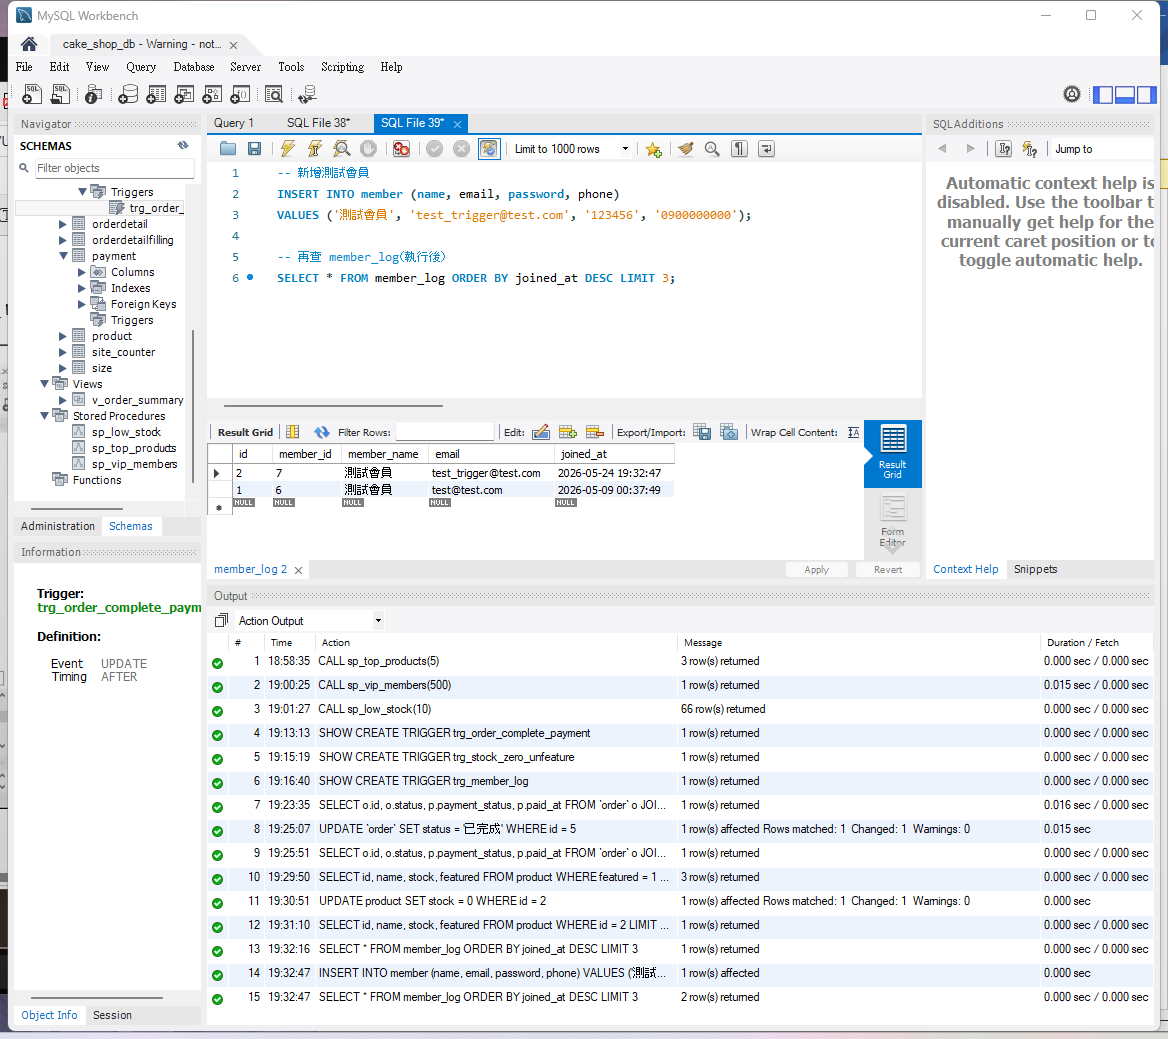 MySQL Workbench
cake_shop_db - Warning - not...
File Edit View Query Database Server Tools Scripting Help
Navigator
SCHEMAS
Filter objects
Triggers
trg_order_
orderdetail
orderdetailfilling
payment
Columns
Indexes
Foreign Keys
Triggers
product
site_counter
size
Views
v_order_summary
Stored Procedures
sp_low_stock
sp_top_products
sp_vip_members
Functions
Administration Schemas
Information
Trigger:
trg_order_complete_paym
Definition:
Event UPDATE
Timing AFTER
Object Info Session
Query 1 SQL File 38* SQL File 39*
Limit to 1000 rows
1 -- 新增測試會員
2 INSERT INTO member (name, email, password, phone)
3 VALUES ('測試會員', 'test_trigger@test.com', '123456', '0900000000');
4
5 -- 再查 member_log(執行後)
6 SELECT * FROM member_log ORDER BY joined_at DESC LIMIT 3;
Result Grid Filter Rows: Edit: Export/Import: Wrap Cell Content:
id member_id member_name email joined_at
2 7 測試會員 test_trigger@test.com 2026-05-24 19:32:47
1 6 測試會員 test@test.com 2026-05-09 00:37:49
NULL NULL NULL NULL NULL
Result
Grid
Form
Editor
member_log 2
Apply Revert
SQLAdditions
Jump to
Automatic context help is
disabled. Use the toolbar t
manually get help for the
current caret position or to
toggle automatic help.
Context Help Snippets
Output
Action Output
# Time Action Message Duration / Fetch
1 18:58:35 CALL sp_top_products(5) 3 row(s) returned 0.000 sec / 0.000 sec
2 19:00:25 CALL sp_vip_members(500) 1 row(s) returned 0.015 sec / 0.000 sec
3 19:01:27 CALL sp_low_stock(10) 66 row(s) returned 0.000 sec / 0.000 sec
4 19:13:13 SHOW CREATE TRIGGER trg_order_complete_payment 1 row(s) returned 0.000 sec / 0.000 sec
5 19:15:19 SHOW CREATE TRIGGER trg_stock_zero_unfeature 1 row(s) returned 0.000 sec / 0.000 sec
6 19:16:40 SHOW CREATE TRIGGER trg_member_log 1 row(s) returned 0.000 sec / 0.000 sec
7 19:23:35 SELECT o.id, o.status, p.payment_status, p.paid_at FROM `order` o JOI... 1 row(s) returned 0.016 sec / 0.000 sec
8 19:25:07 UPDATE `order` SET status = '已完成' WHERE id = 5 1 row(s) affected Rows matched: 1 Changed: 1 Warnings: 0 0.015 sec
9 19:25:51 SELECT o.id, o.status, p.payment_status, p.paid_at FROM `order` o JOI... 1 row(s) returned 0.000 sec / 0.000 sec
10 19:29:50 SELECT id, name, stock, featured FROM product WHERE featured = 1 ... 3 row(s) returned 0.000 sec / 0.000 sec
11 19:30:51 UPDATE product SET stock = 0 WHERE id = 2 1 row(s) affected Rows matched: 1 Changed: 1 Warnings: 0 0.000 sec
12 19:31:10 SELECT id, name, stock, featured FROM product WHERE id = 2 LIMIT ... 1 row(s) returned 0.000 sec / 0.000 sec
13 19:32:16 SELECT * FROM member_log ORDER BY joined_at DESC LIMIT 3 1 row(s) returned 0.000 sec / 0.000 sec
14 19:32:47 INSERT INTO member (name, email, password, phone) VALUES ('測試... 1 row(s) affected 0.000 sec
15 19:32:47 SELECT * FROM member_log ORDER BY joined_at DESC LIMIT 3 2 row(s) returned 0.000 sec / 0.000 sec